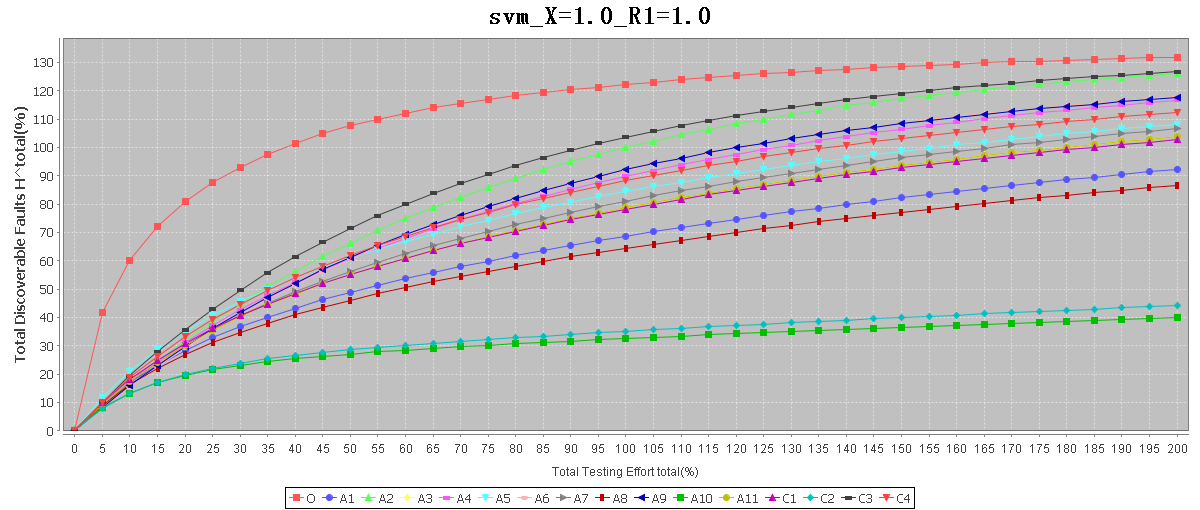 svm_X=1.0_R1=1.0
Total Discoverable Faults H^total(%)
130
120
110
100
90
80
70
60
50
40
30
20
10
0
0 5 10 15 20 25 30 35 40 45 50 55 60 65 70 75 80 85 90 95 100 105 110 115 120 125 130 135 140 145 150 155 160 165 170 175 180 185 190 195 200
Total Testing Effort total(%)
O A1 A2 A3 A4 A5 A6 A7 A8 A9 A10 A11 C1 C2 C3 C4